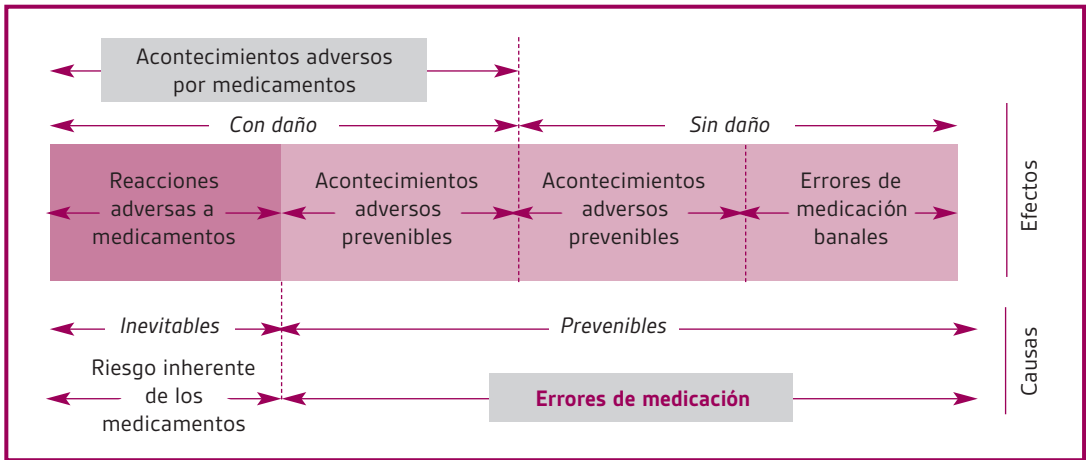 Acontecimientos adversos
por medicamentos
Con daño
Sin daño
Reacciones
adversas a
medicamentos
Acontecimientos
adversos
prevenibles
Acontecimientos
adversos
prevenibles
Errores de
medicación
banales
Efectos
Inevitables
Prevenibles
Riesgo inherente
de los
medicamentos
Errores de medicación
Causas